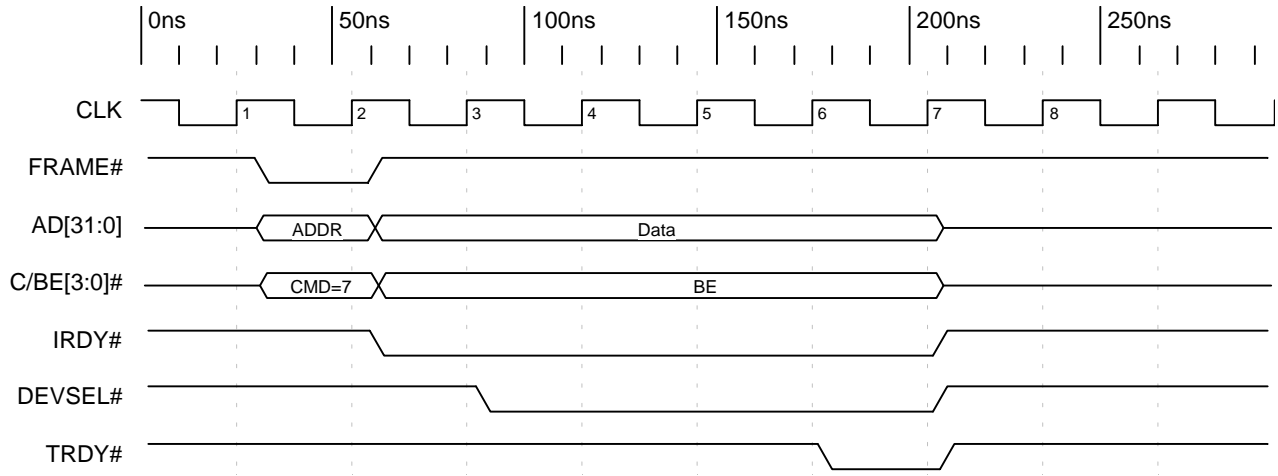 0ns 50ns 100ns 150ns 200ns 250ns
CLK 1 2 3 4 5 6 7 8
FRAME#
AD[31:0] ADDR Data
C/BE[3:0]# CMD=7 BE
IRDY#
DEVSEL#
TRDY#